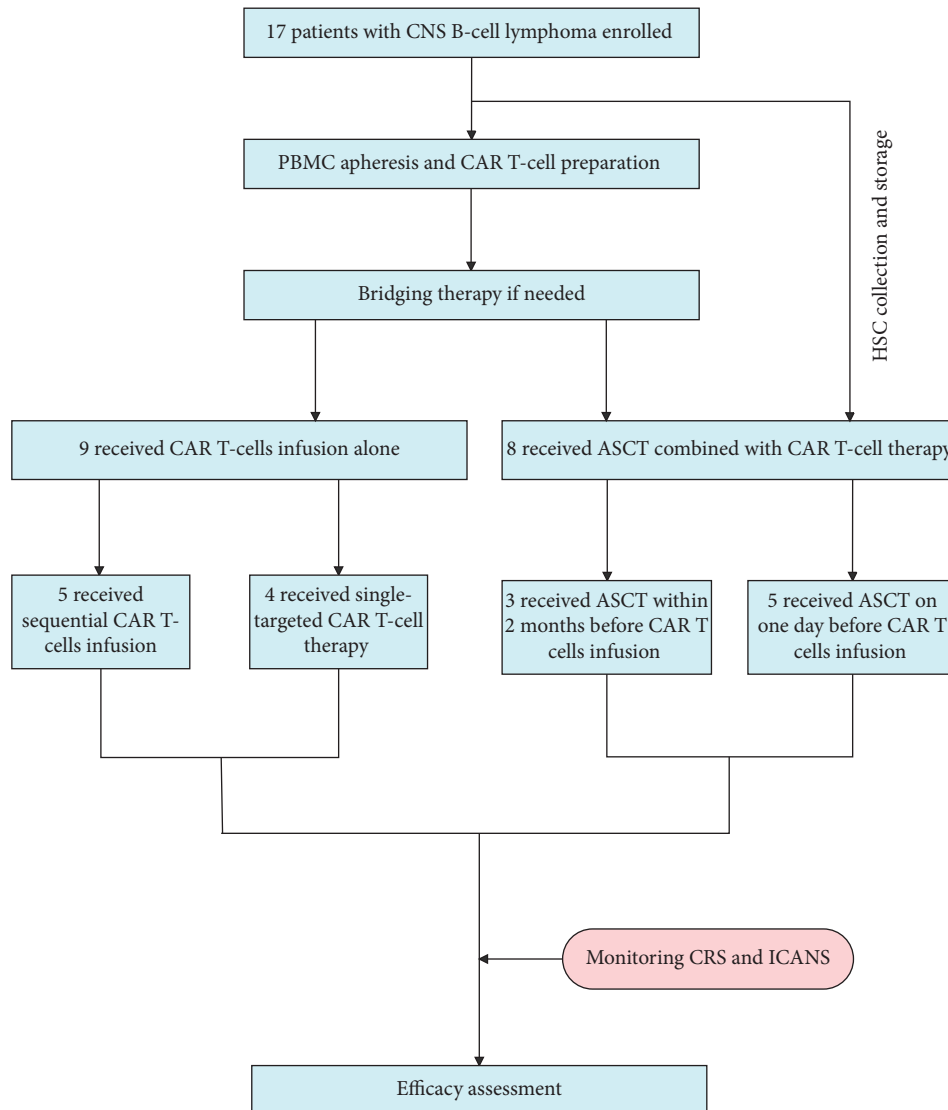 17 patients with CNS B-cell lymphoma enrolled
PBMC apheresis and CAR T-cell preparation
HSC collection and storage
Bridging therapy if needed
9 received CAR T-cells infusion alone
8 received ASCT combined with CAR T-cell therapy
5 received
sequential CAR T-
cells infusion
4 received single-
targeted CAR T-cell
therapy
3 received ASCT within
2 months before CAR T
cells infusion
5 received ASCT on
one day before CAR T
cells infusion
Monitoring CRS and ICANS
Efficacy assessment